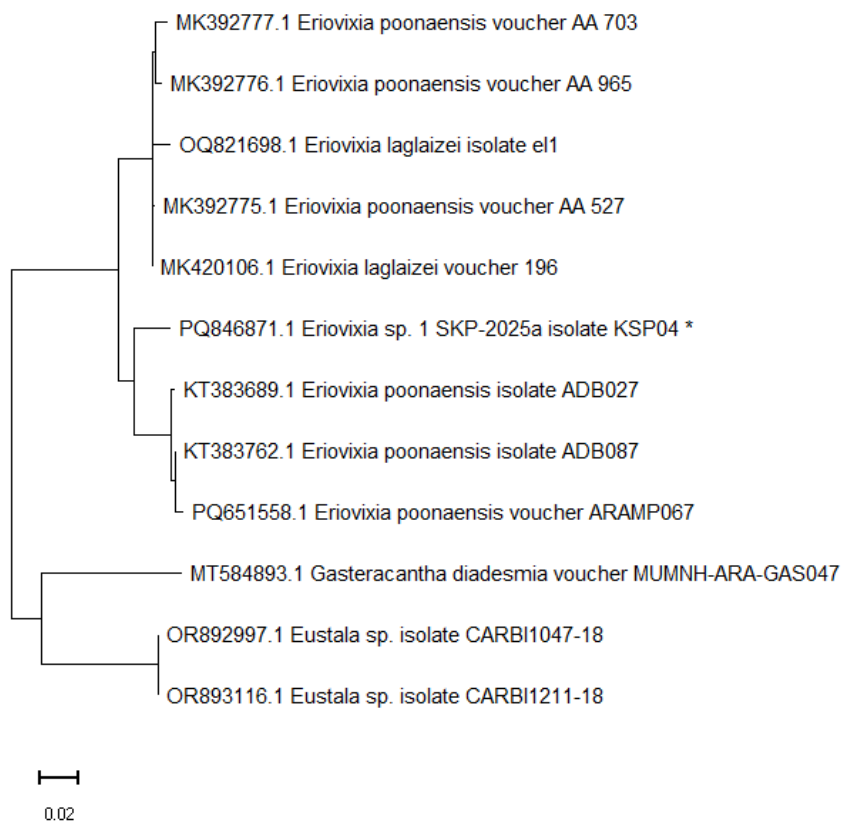 MK392777.1 Eriovixia poonaensis voucher AA 703
MK392776.1 Eriovixia poonaensis voucher AA 965
OQ821698.1 Eriovixia laglaizei isolate el1
MK392775.1 Eriovixia poonaensis voucher AA 527
MK420106.1 Eriovixia laglaizei voucher 196
PQ846871.1 Eriovixia sp. 1 SKP-2025a isolate KSP04 *
KT383689.1 Eriovixia poonaensis isolate ADB027
KT383762.1 Eriovixia poonaensis isolate ADB087
PQ651558.1 Eriovixia poonaensis voucher ARAMP067
MT584893.1 Gasteracantha diadesmia voucher MUMNH-ARA-GAS047
OR892997.1 Eustala sp. isolate CARBI1047-18
OR893116.1 Eustala sp. isolate CARBI1211-18
0.02